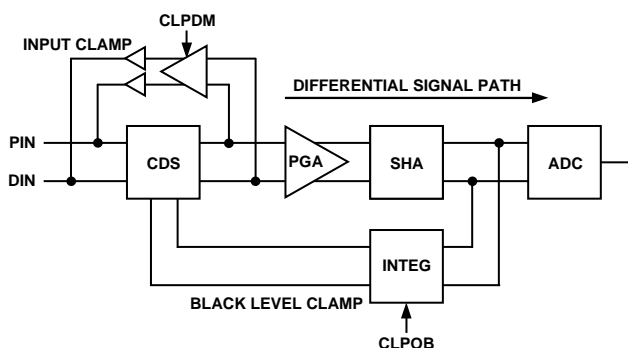 CLPDM
INPUT CLAMP
DIFFERENTIAL SIGNAL PATH
PIN
CDS
PGA
SHA
ADC
DIN
INTEG
BLACK LEVEL CLAMP
CLPOB